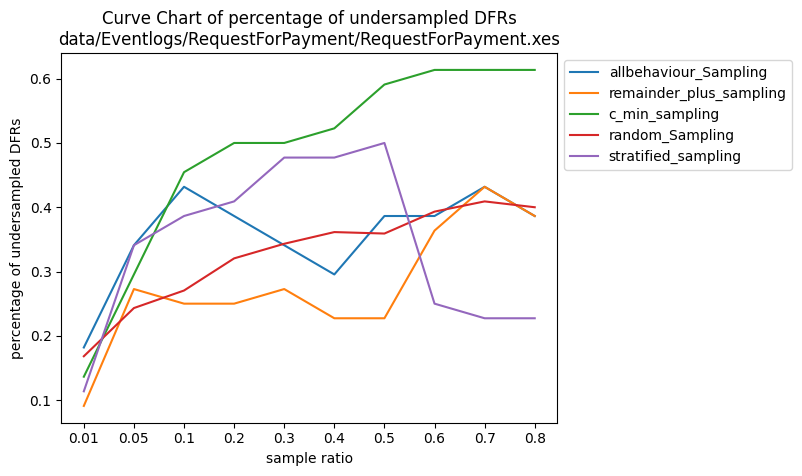 Curve Chart of percentage of undersampled DFRs
data/Eventlogs/RequestForPayment/RequestForPayment.xes
percentage of undersampled DFRs
0.6
0.5
0.4
0.3
0.2
0.1
0.01 0.05 0.1 0.2 0.3 0.4 0.5 0.6 0.7 0.8
sample ratio
allbehaviour_Sampling
remainder_plus_sampling
c_min_sampling
random_Sampling
stratified_sampling